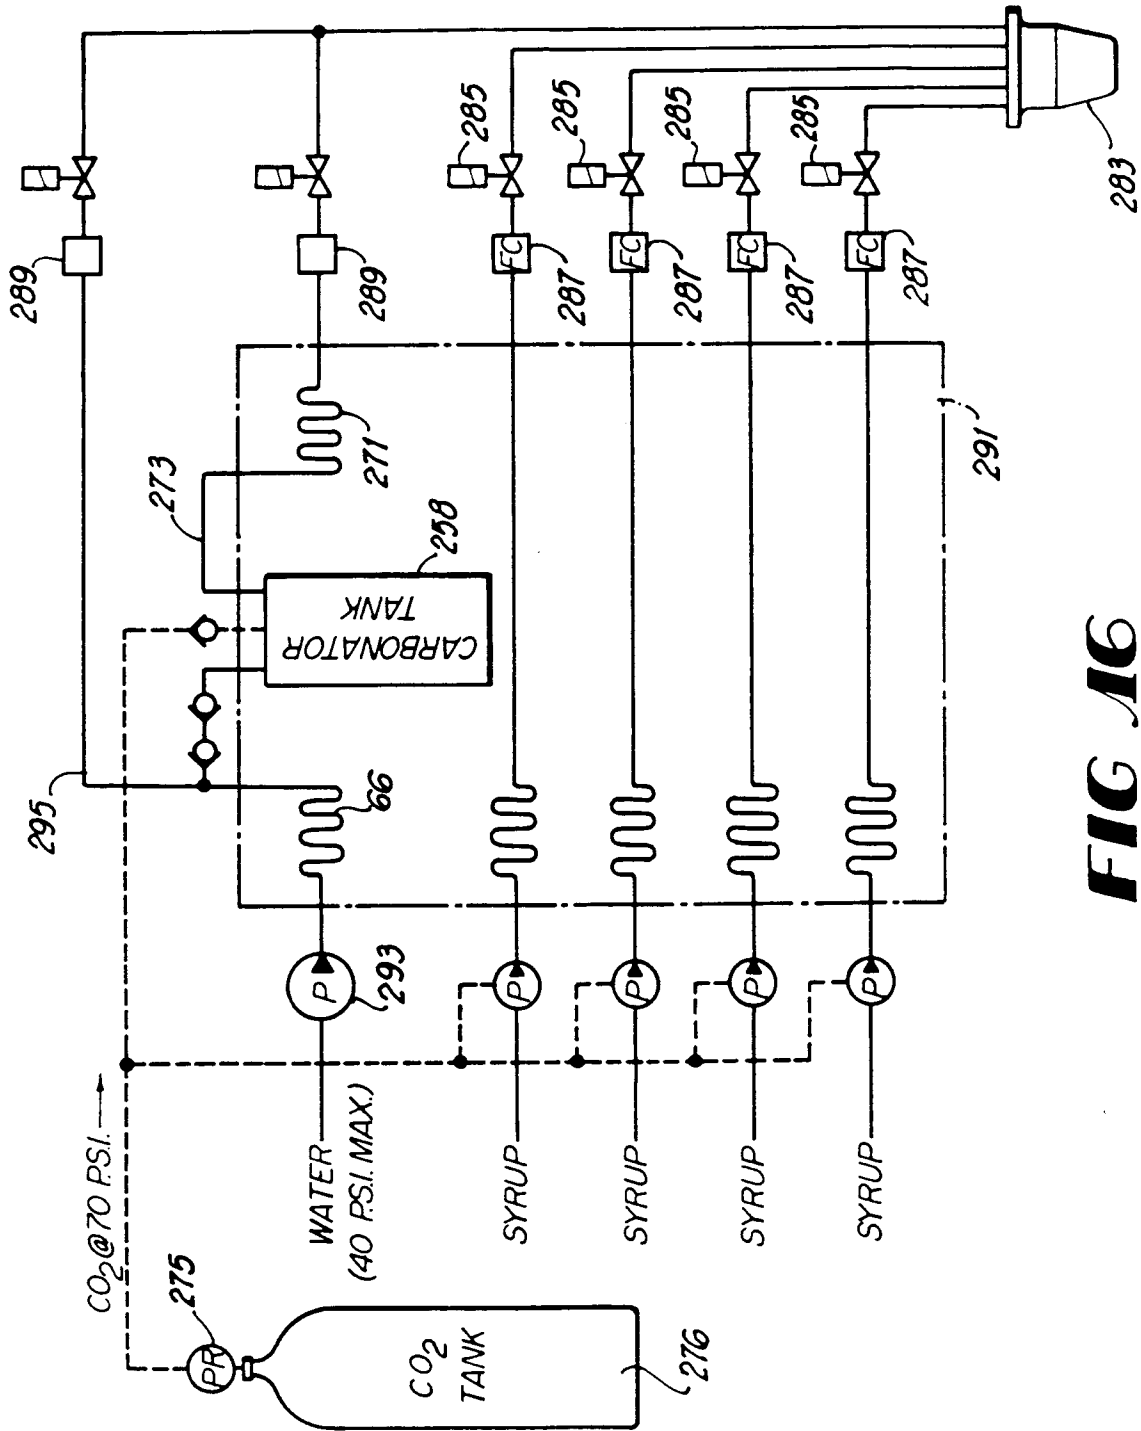 CO2@70 P.S.I.
275
PR
CO2
TANK
276
WATER
(40 P.S.I. MAX.)
SYRUP
SYRUP
SYRUP
SYRUP
P
293
P
P
P
P
295
66
CARBONATOR
TANK
258
273
271
291
289
289
FC
287
FC
287
FC
287
FC
287
285
285
285
285
283
FIG 16